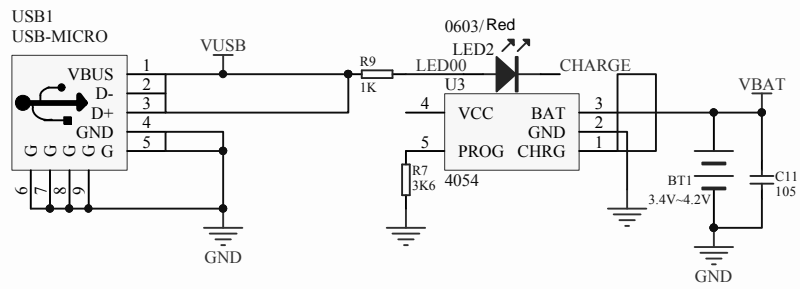 USB1
USB-MICRO
VBUS
D-
D+
GND
G G G G G
1
2
3
4
5
6 7 8 9
VUSB
GND
R9
1K
0603/Red
LED2
LED00
CHARGE
U3
4 VCC BAT 3
GND 2
5 PROG CHRG 1
4054
R7
3K6
GND
VBAT
BT1
3.4V~4.2V
C11
105
GND